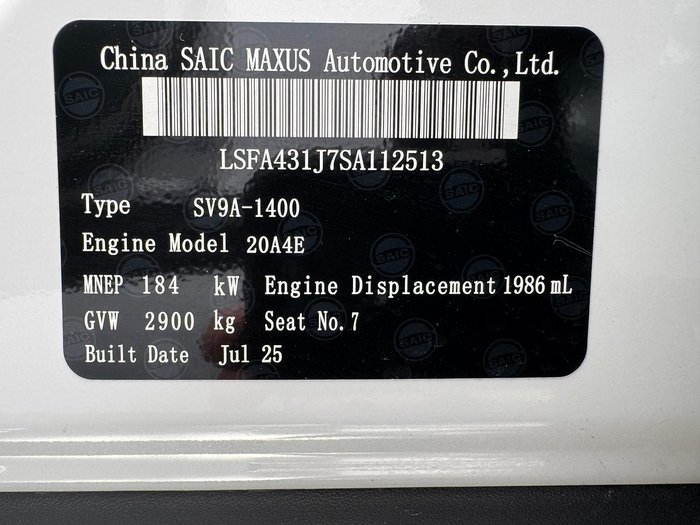 China SAIC MAXUS Automotive Co.,Ltd.
LSFA431J7SA112513
Type SV9A-1400
Engine Model 20A4E
MNEP 184 kW Engine Displacement 1986 mL
GVW 2900 kg Seat No.7
Built Date Jul 25